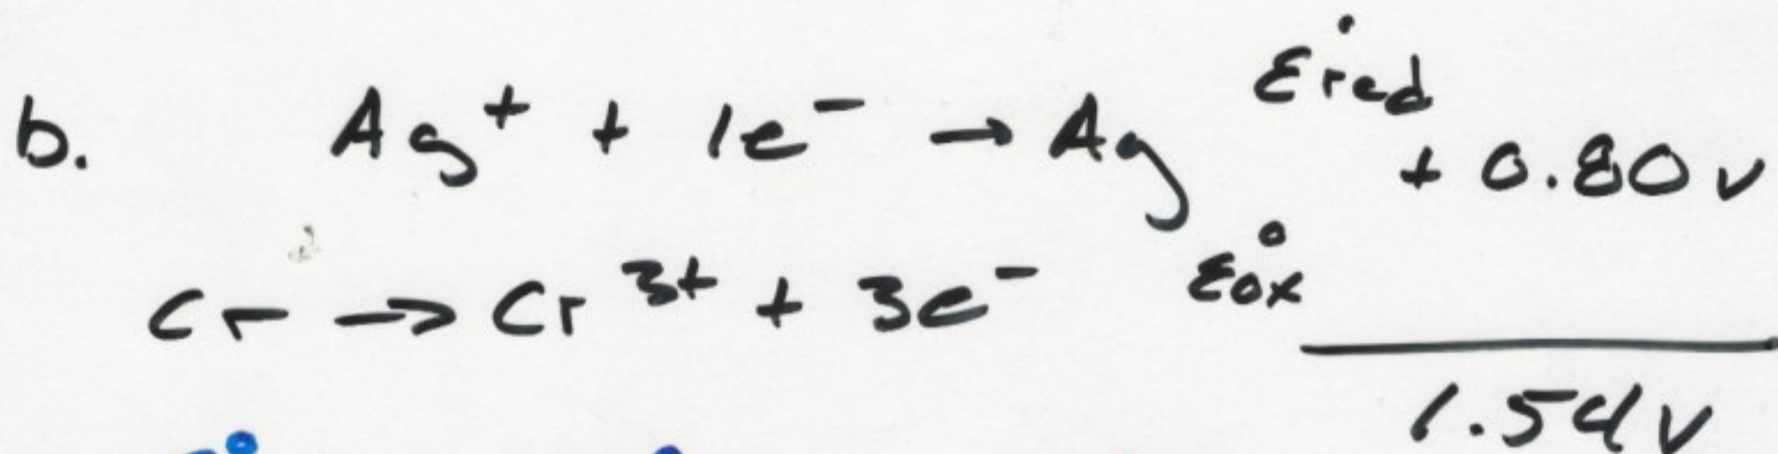 b. Ag⁺ + 1e⁻ → Ag E°red + 0.80 v
Cr → Cr³⁺ + 3e⁻ E°ox
1.54 v